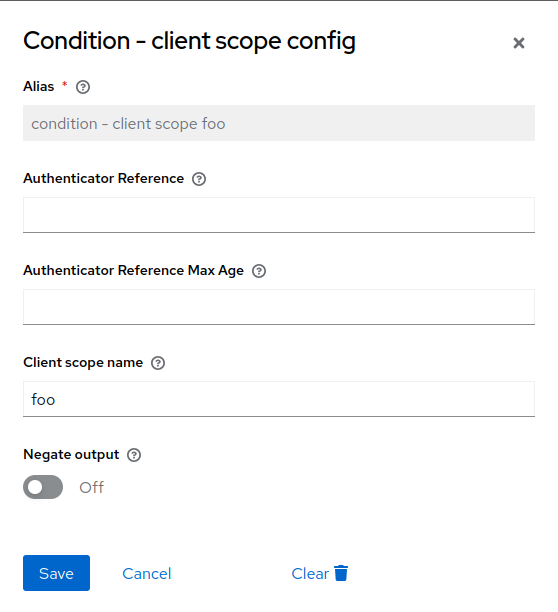 Condition - client scope config
Alias *
condition - client scope foo
Authenticator Reference
Authenticator Reference Max Age
Client scope name
foo
Negate output
Off
Save Cancel Clear